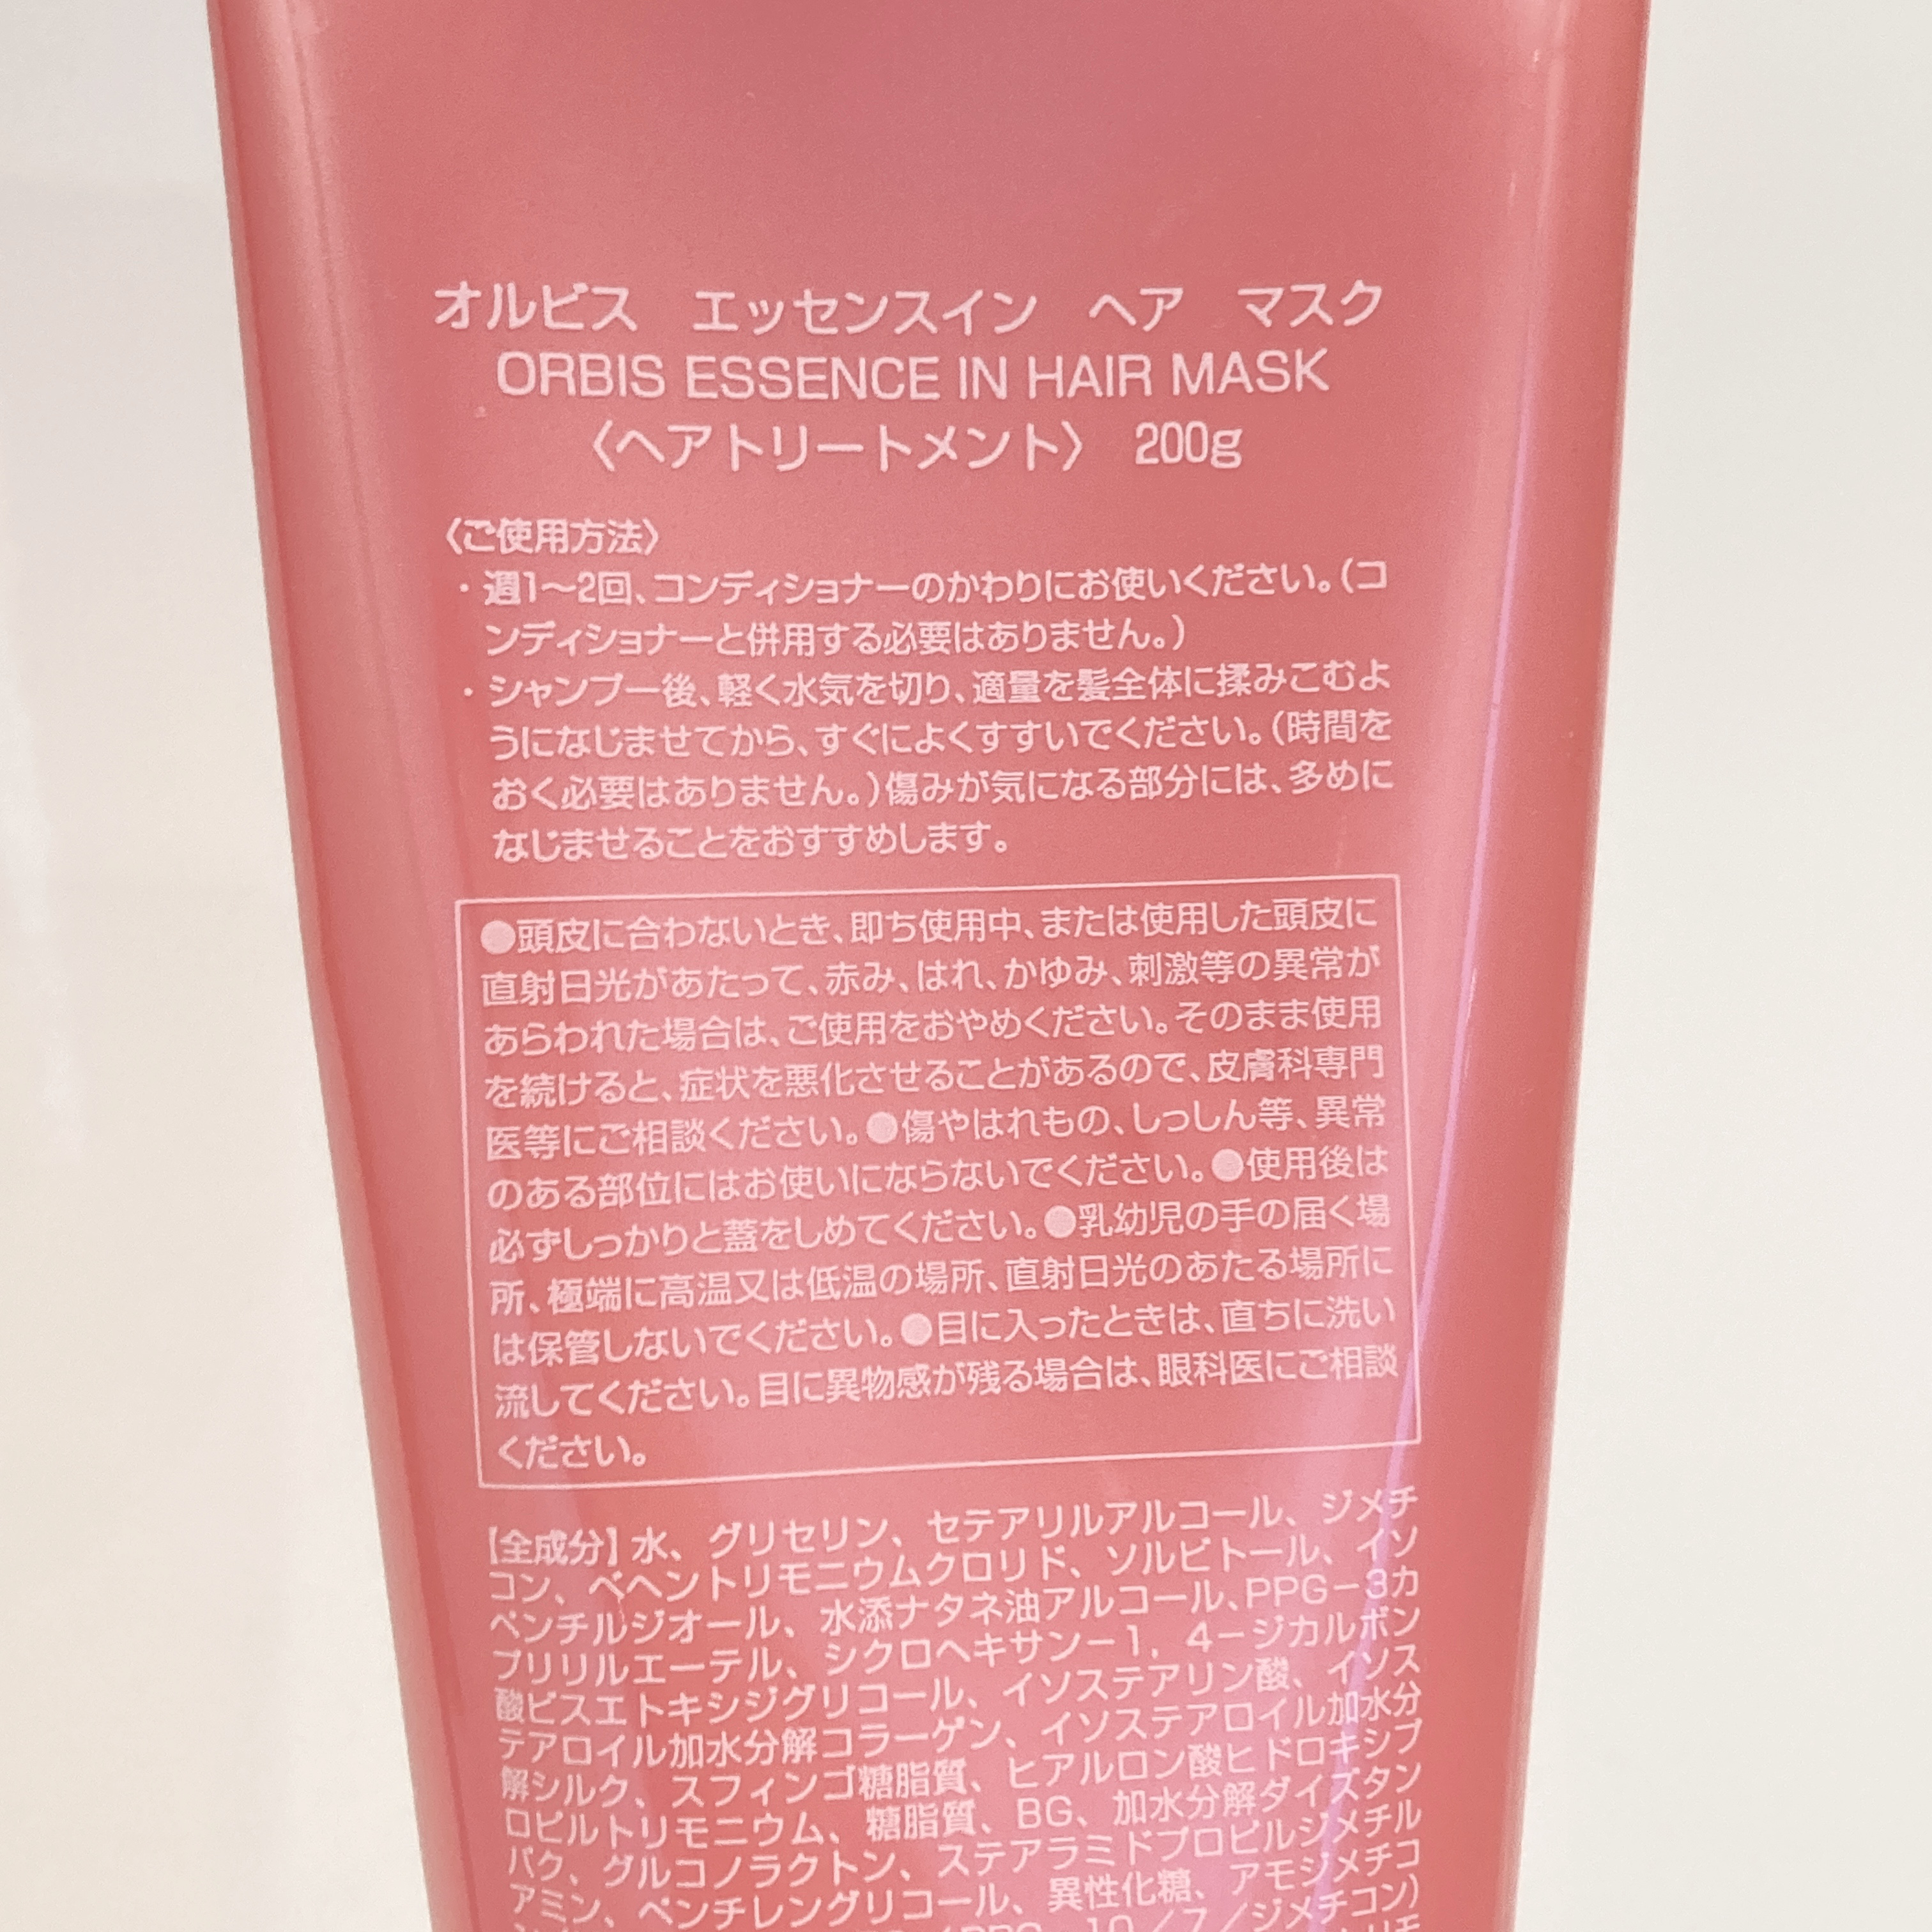 オルビス　エッセンスイン　ヘア　マスク
ORBIS ESSENCE IN HAIR MASK
〈ヘアトリートメント〉 200g
〈ご使用方法〉
・週1〜2回、コンディショナーのかわりにお使いください。（コ
ンディショナーと併用する必要はありません。）
・シャンプー後、軽く水気を切り、適量を髪全体に揉みこむよ
うになじませてから、すぐによくすすいでください。（時間を
おく必要はありません。）傷みが気になる部分には、多めに
なじませることをおすすめします。
●頭皮に合わないとき、即ち使用中、または使用した頭皮に
直射日光があたって、赤み、はれ、かゆみ、刺激等の異常が
あらわれた場合は、ご使用をおやめください。そのまま使用
を続けると、症状を悪化させることがあるので、皮膚科専門
医等にご相談ください。●傷やはれもの、しっしん等、異常
のある部位にはお使いにならないでください。●使用後は
必ずしっかりと蓋をしめてください。●乳幼児の手の届く場
所、極端に高温又は低温の場所、直射日光のあたる場所に
は保管しないでください。●目に入ったときは、直ちに洗い
流してください。目に異物感が残る場合は、眼科医にご相談
ください。
【全成分】水、グリセリン、セテアリルアルコール、ジメチ
コン、ベヘントリモニウムクロリド、ソルビトール、イソ
ペンチルジオール、水添ナタネ油アルコール、PPG－3カ
プリリルエーテル、シクロヘキサン－1，4－ジカルボン
酸ビスエトキシジグリコール、イソステアリン酸、イソス
テアロイル加水分解コラーゲン、イソステアロイル加水分
解シルク、スフィンゴ糖脂質、ヒアルロン酸ヒドロキシプ
ロピルトリモニウム、糖脂質、BG、加水分解ダイズタン
パク、グルコノラクトン、ステアラミドプロピルジメチル
アミン、ペンチレングリコール、異性化糖、アモジメチコ
10／7／ジメチコン）